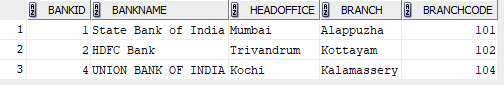 BANKID BANKNAME HEADOFFICE BRANCH BRANCHCODE
1 1 State Bank of India Mumbai Alappuzha 101
2 2 HDFC Bank Trivandrum Kottayam 102
3 4 UNION BANK OF INDIA Kochi Kalamassery 104